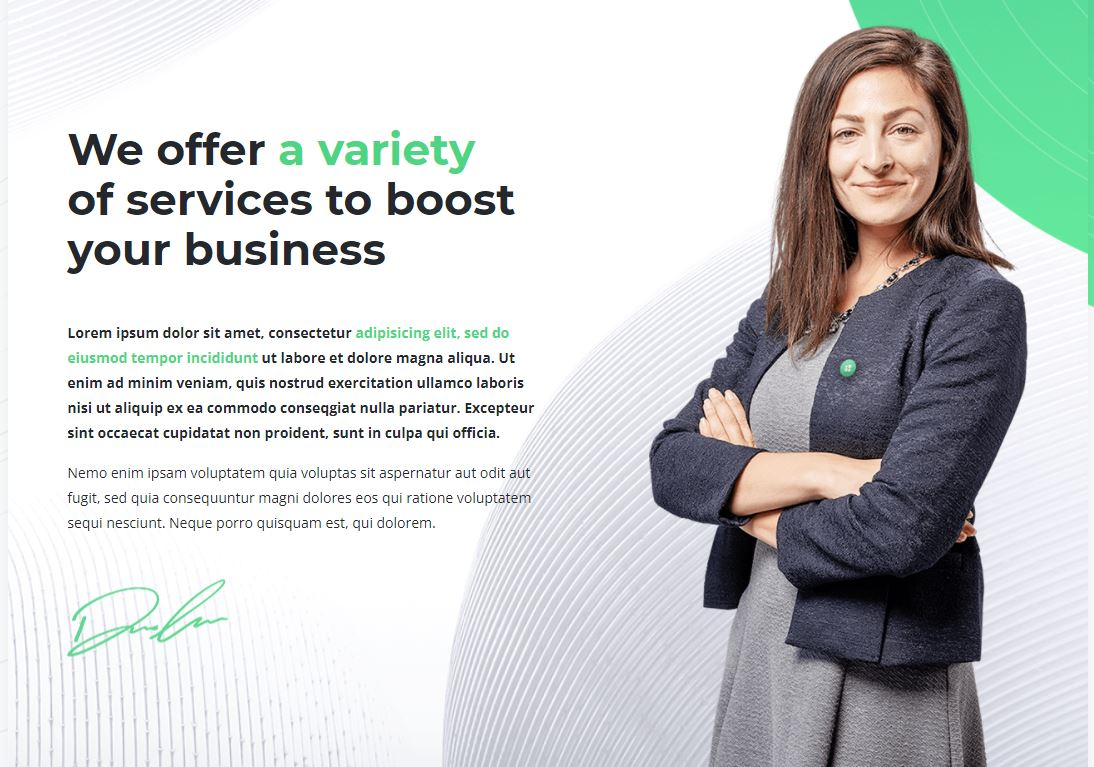 We offer a variety
of services to boost
your business
Lorem ipsum dolor sit amet, consectetur adipisicing elit, sed do
eiusmod tempor incididunt ut labore et dolore magna aliqua. Ut
enim ad minim veniam, quis nostrud exercitation ullamco laboris
nisi ut aliquip ex ea commodo conseqgiat nulla pariatur. Excepteur
sint occaecat cupidatat non proident, sunt in culpa qui officia.
Nemo enim ipsam voluptatem quia voluptas sit aspernatur aut odit aut
fugit, sed quia consequuntur magni dolores eos qui ratione voluptatem
sequi nesciunt. Neque porro quisquam est, qui dolorem.